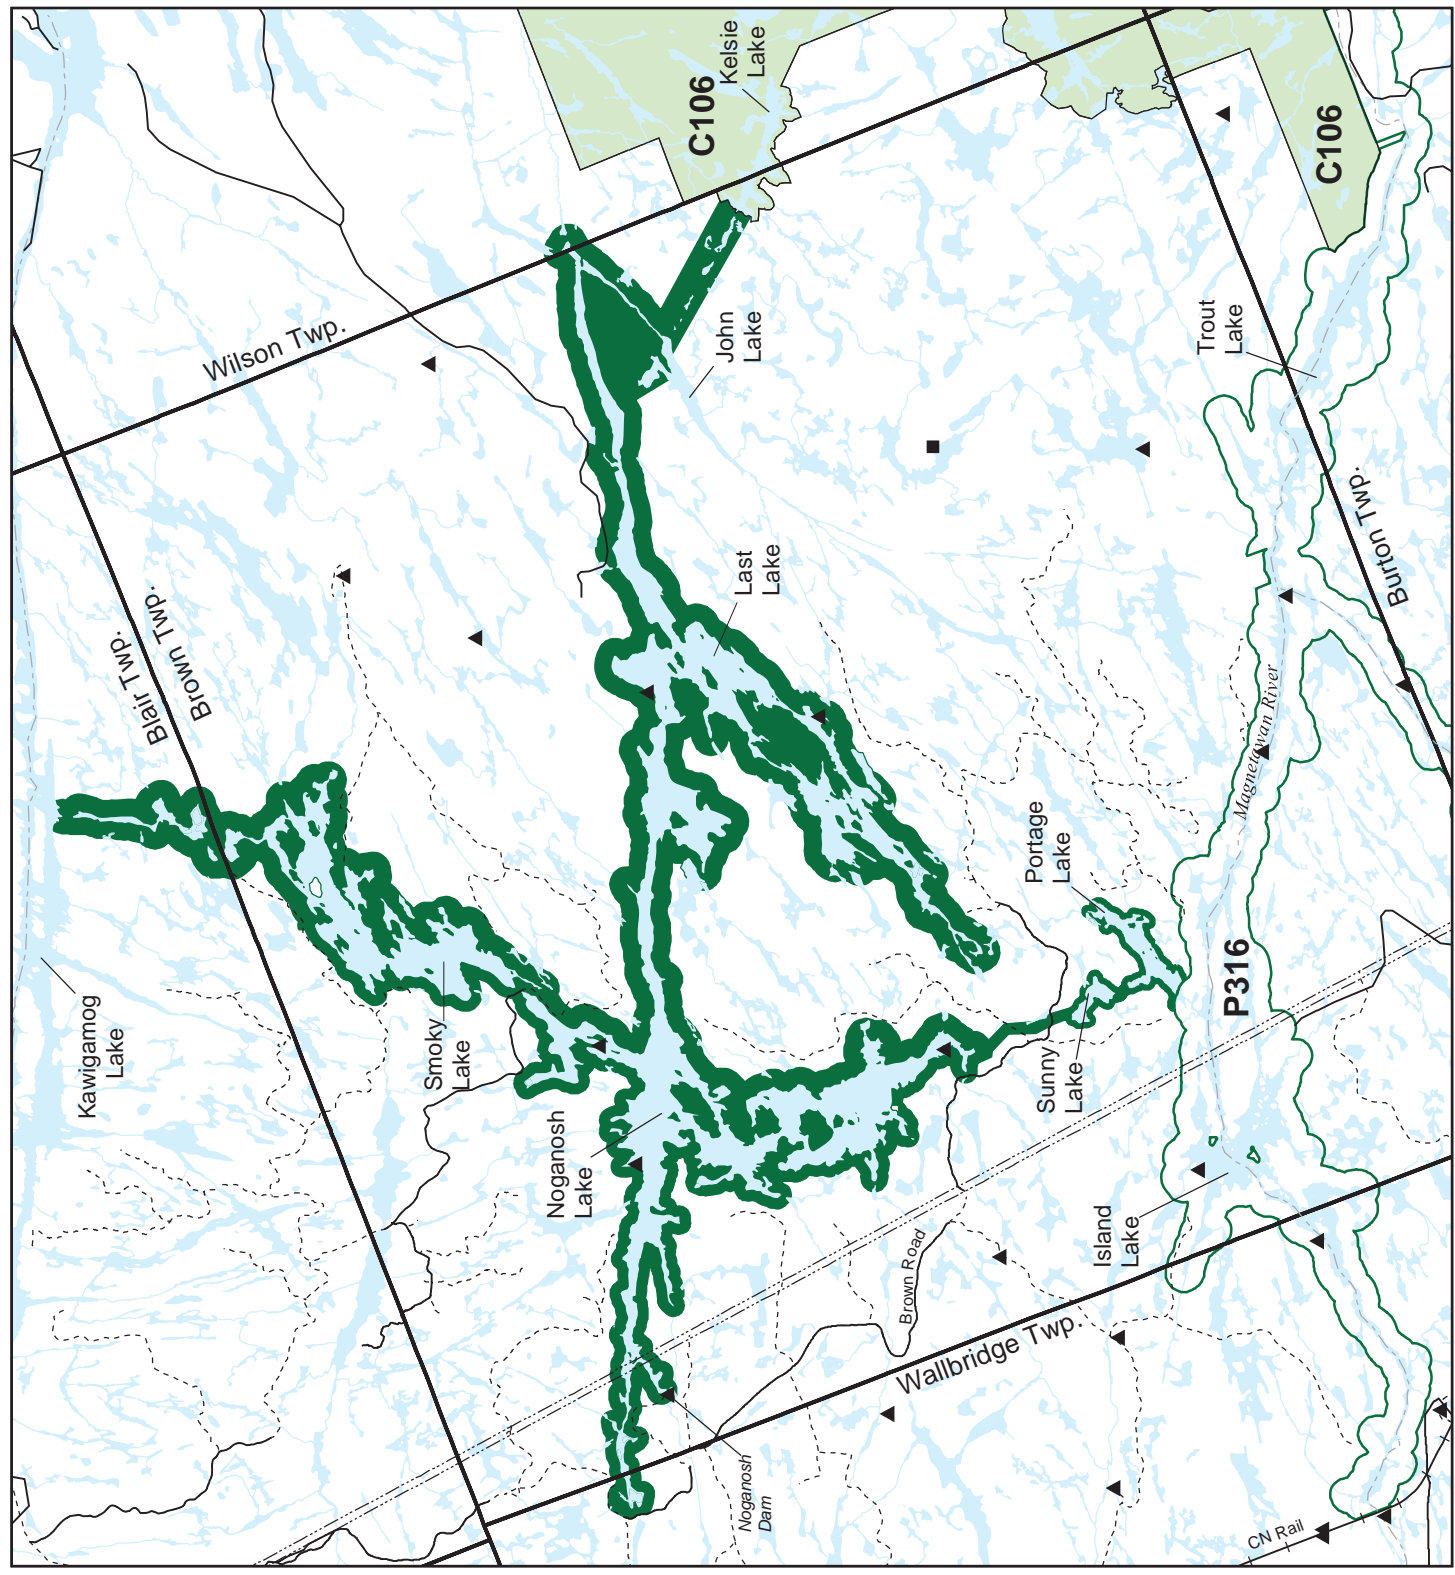 Kelsie
Lake
C106
C106
Wilson Twp.
John
Lake
Trout
Lake
Burton Twp.
Last
Lake
Blair Twp.
Brown Twp.
Magnetawan River
Portage
Lake
P316
Kawigamog
Lake
Smoky
Lake
Sunny
Lake
Noganosh
Lake
Island
Lake
Brown Road
Wallbridge Twp.
Noganosh
Dam
CN Rail